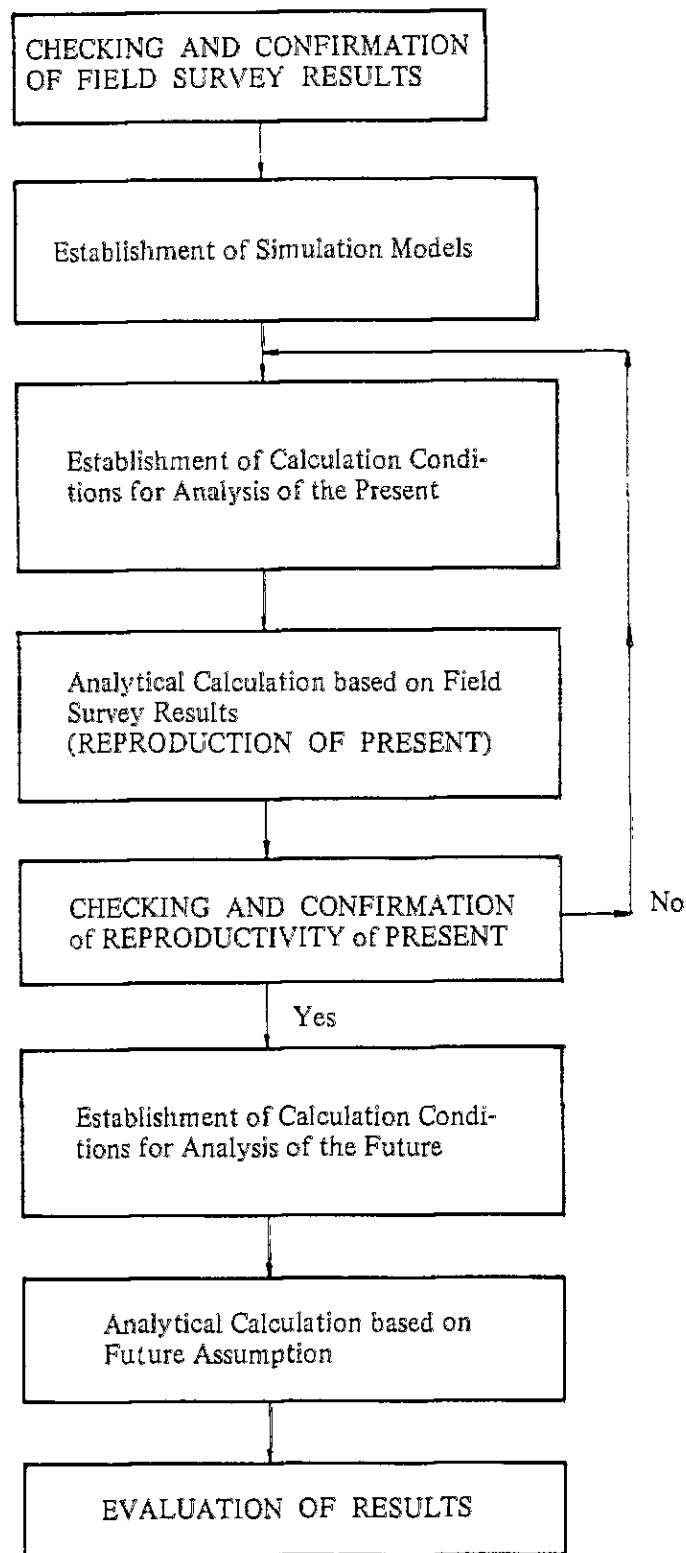 CHECKING AND CONFIRMATION
OF FIELD SURVEY RESULTS
Establishment of Simulation Models
Establishment of Calculation Condi-
tions for Analysis of the Present
Analytical Calculation based on Field
Survey Results
(REPRODUCTION OF PRESENT)
CHECKING AND CONFIRMATION
of REPRODUCTIVITY of PRESENT
No
Yes
Establishment of Calculation Condi-
tions for Analysis of the Future
Analytical Calculation based on
Future Assumption
EVALUATION OF RESULTS